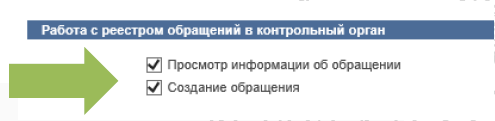 Работа с реестром обращений в контрольный орган
Просмотр информации об обращении
Создание обращения